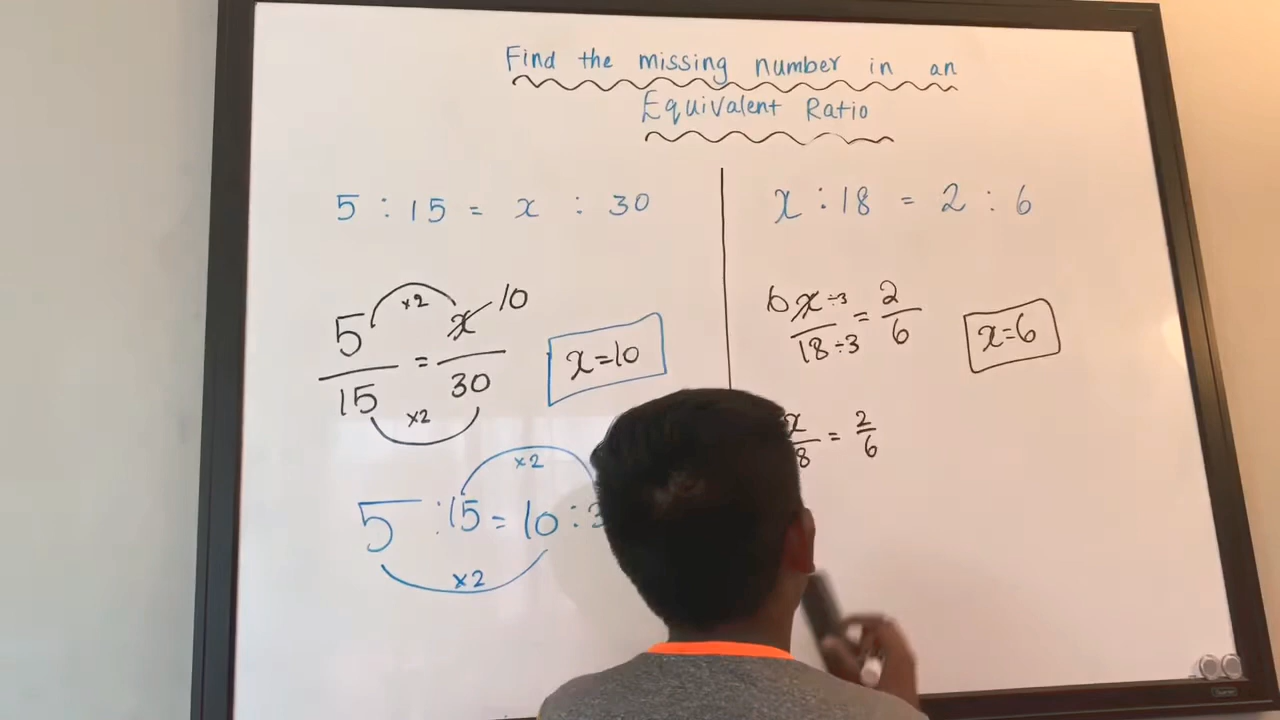 Find the missing number in an
Equivalent Ratio
5 : 15 = x : 30
5/15 = x/30
×2
×2
10
x=10
5 : 15 = 10 :
×2
×2
x : 18 = 2 : 6
6 x÷3/18÷3 = 2/6
x=6
x/8 = 2/6